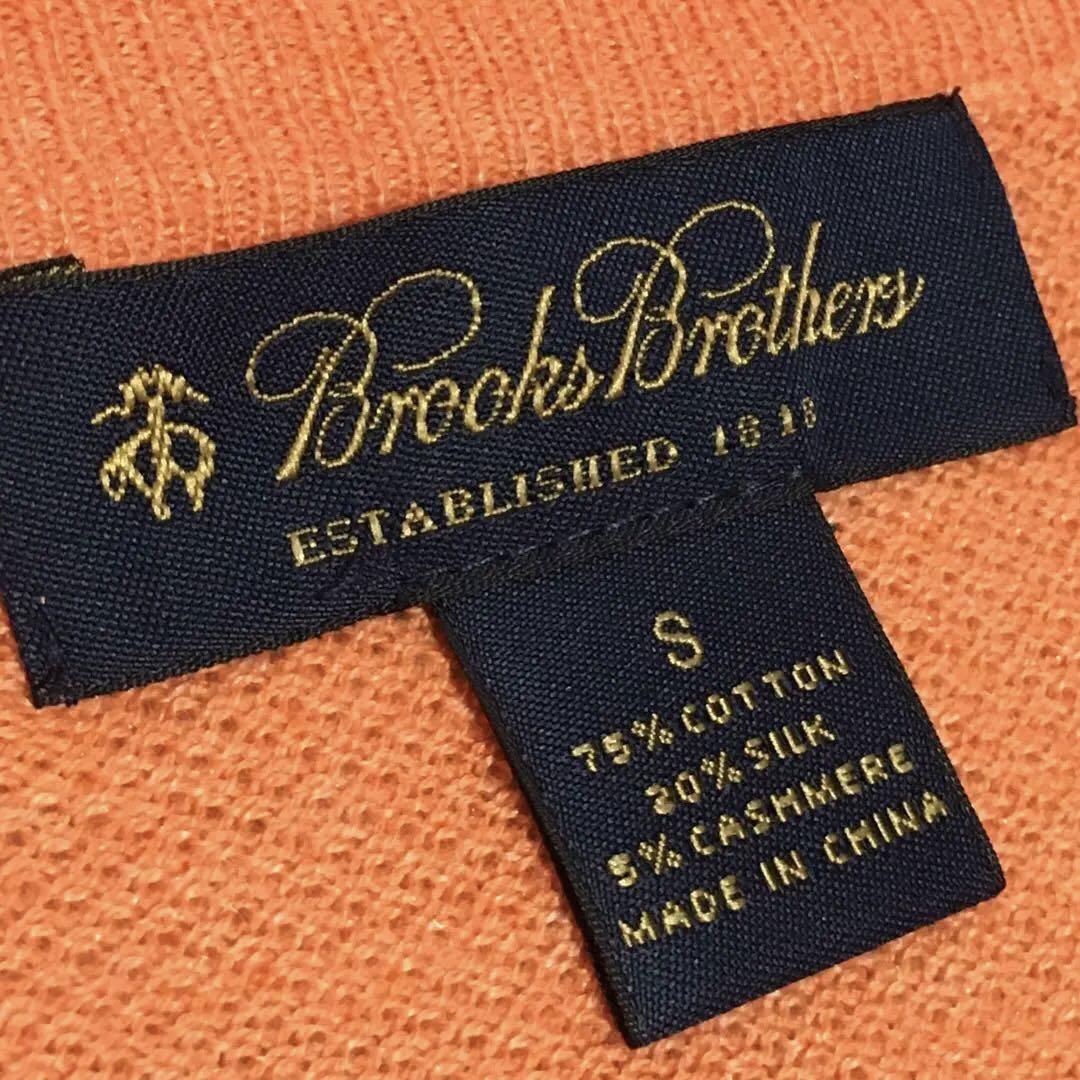 Brooks Brothers
ESTABLISHED 1818
S
75% COTTON
20% SILK
5% CASHMERE
MADE IN CHINA